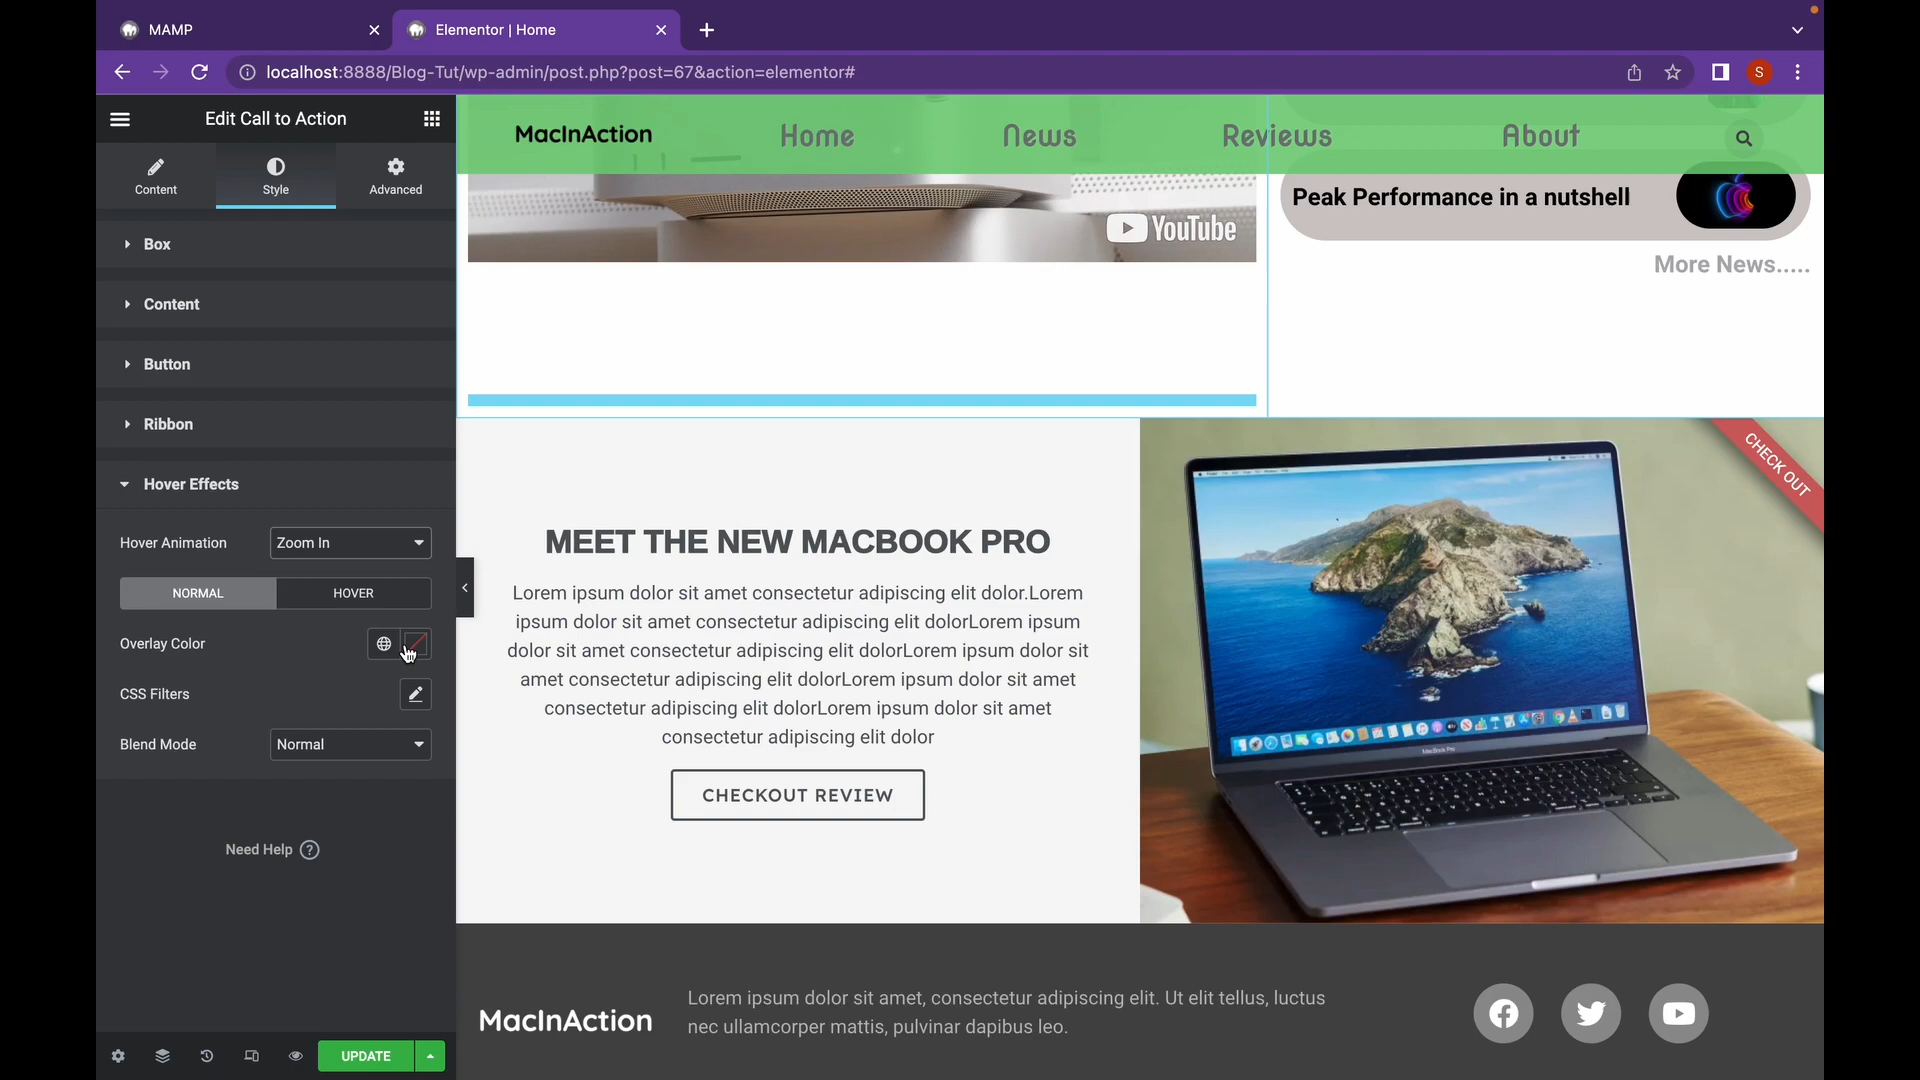 MAMP
Elementor | Home
localhost:8888/Blog-Tut/wp-admin/post.php?post=67&action=elementor#
S
Edit Call to Action
Content
Style
Advanced
Box
Content
Button
Ribbon
Hover Effects
Hover Animation
Zoom In
NORMAL
HOVER
Overlay Color
CSS Filters
Blend Mode
Normal
Need Help
?
UPDATE
MacInAction
Home
News
Reviews
About
YouTube
Peak Performance in a nutshell
More News.....
MEET THE NEW MACBOOK PRO
Lorem ipsum dolor sit amet consectetur adipiscing elit dolor.Lorem
ipsum dolor sit amet consectetur adipiscing elit dolorLorem ipsum
dolor sit amet consectetur adipiscing elit dolorLorem ipsum dolor sit
amet consectetur adipiscing elit dolorLorem ipsum dolor sit amet
consectetur adipiscing elit dolorLorem ipsum dolor sit amet
consectetur adipiscing elit dolor
CHECKOUT REVIEW
CHECK OUT
MacBook Pro
MacInAction
Lorem ipsum dolor sit amet, consectetur adipiscing elit. Ut elit tellus, luctus
nec ullamcorper mattis, pulvinar dapibus leo.